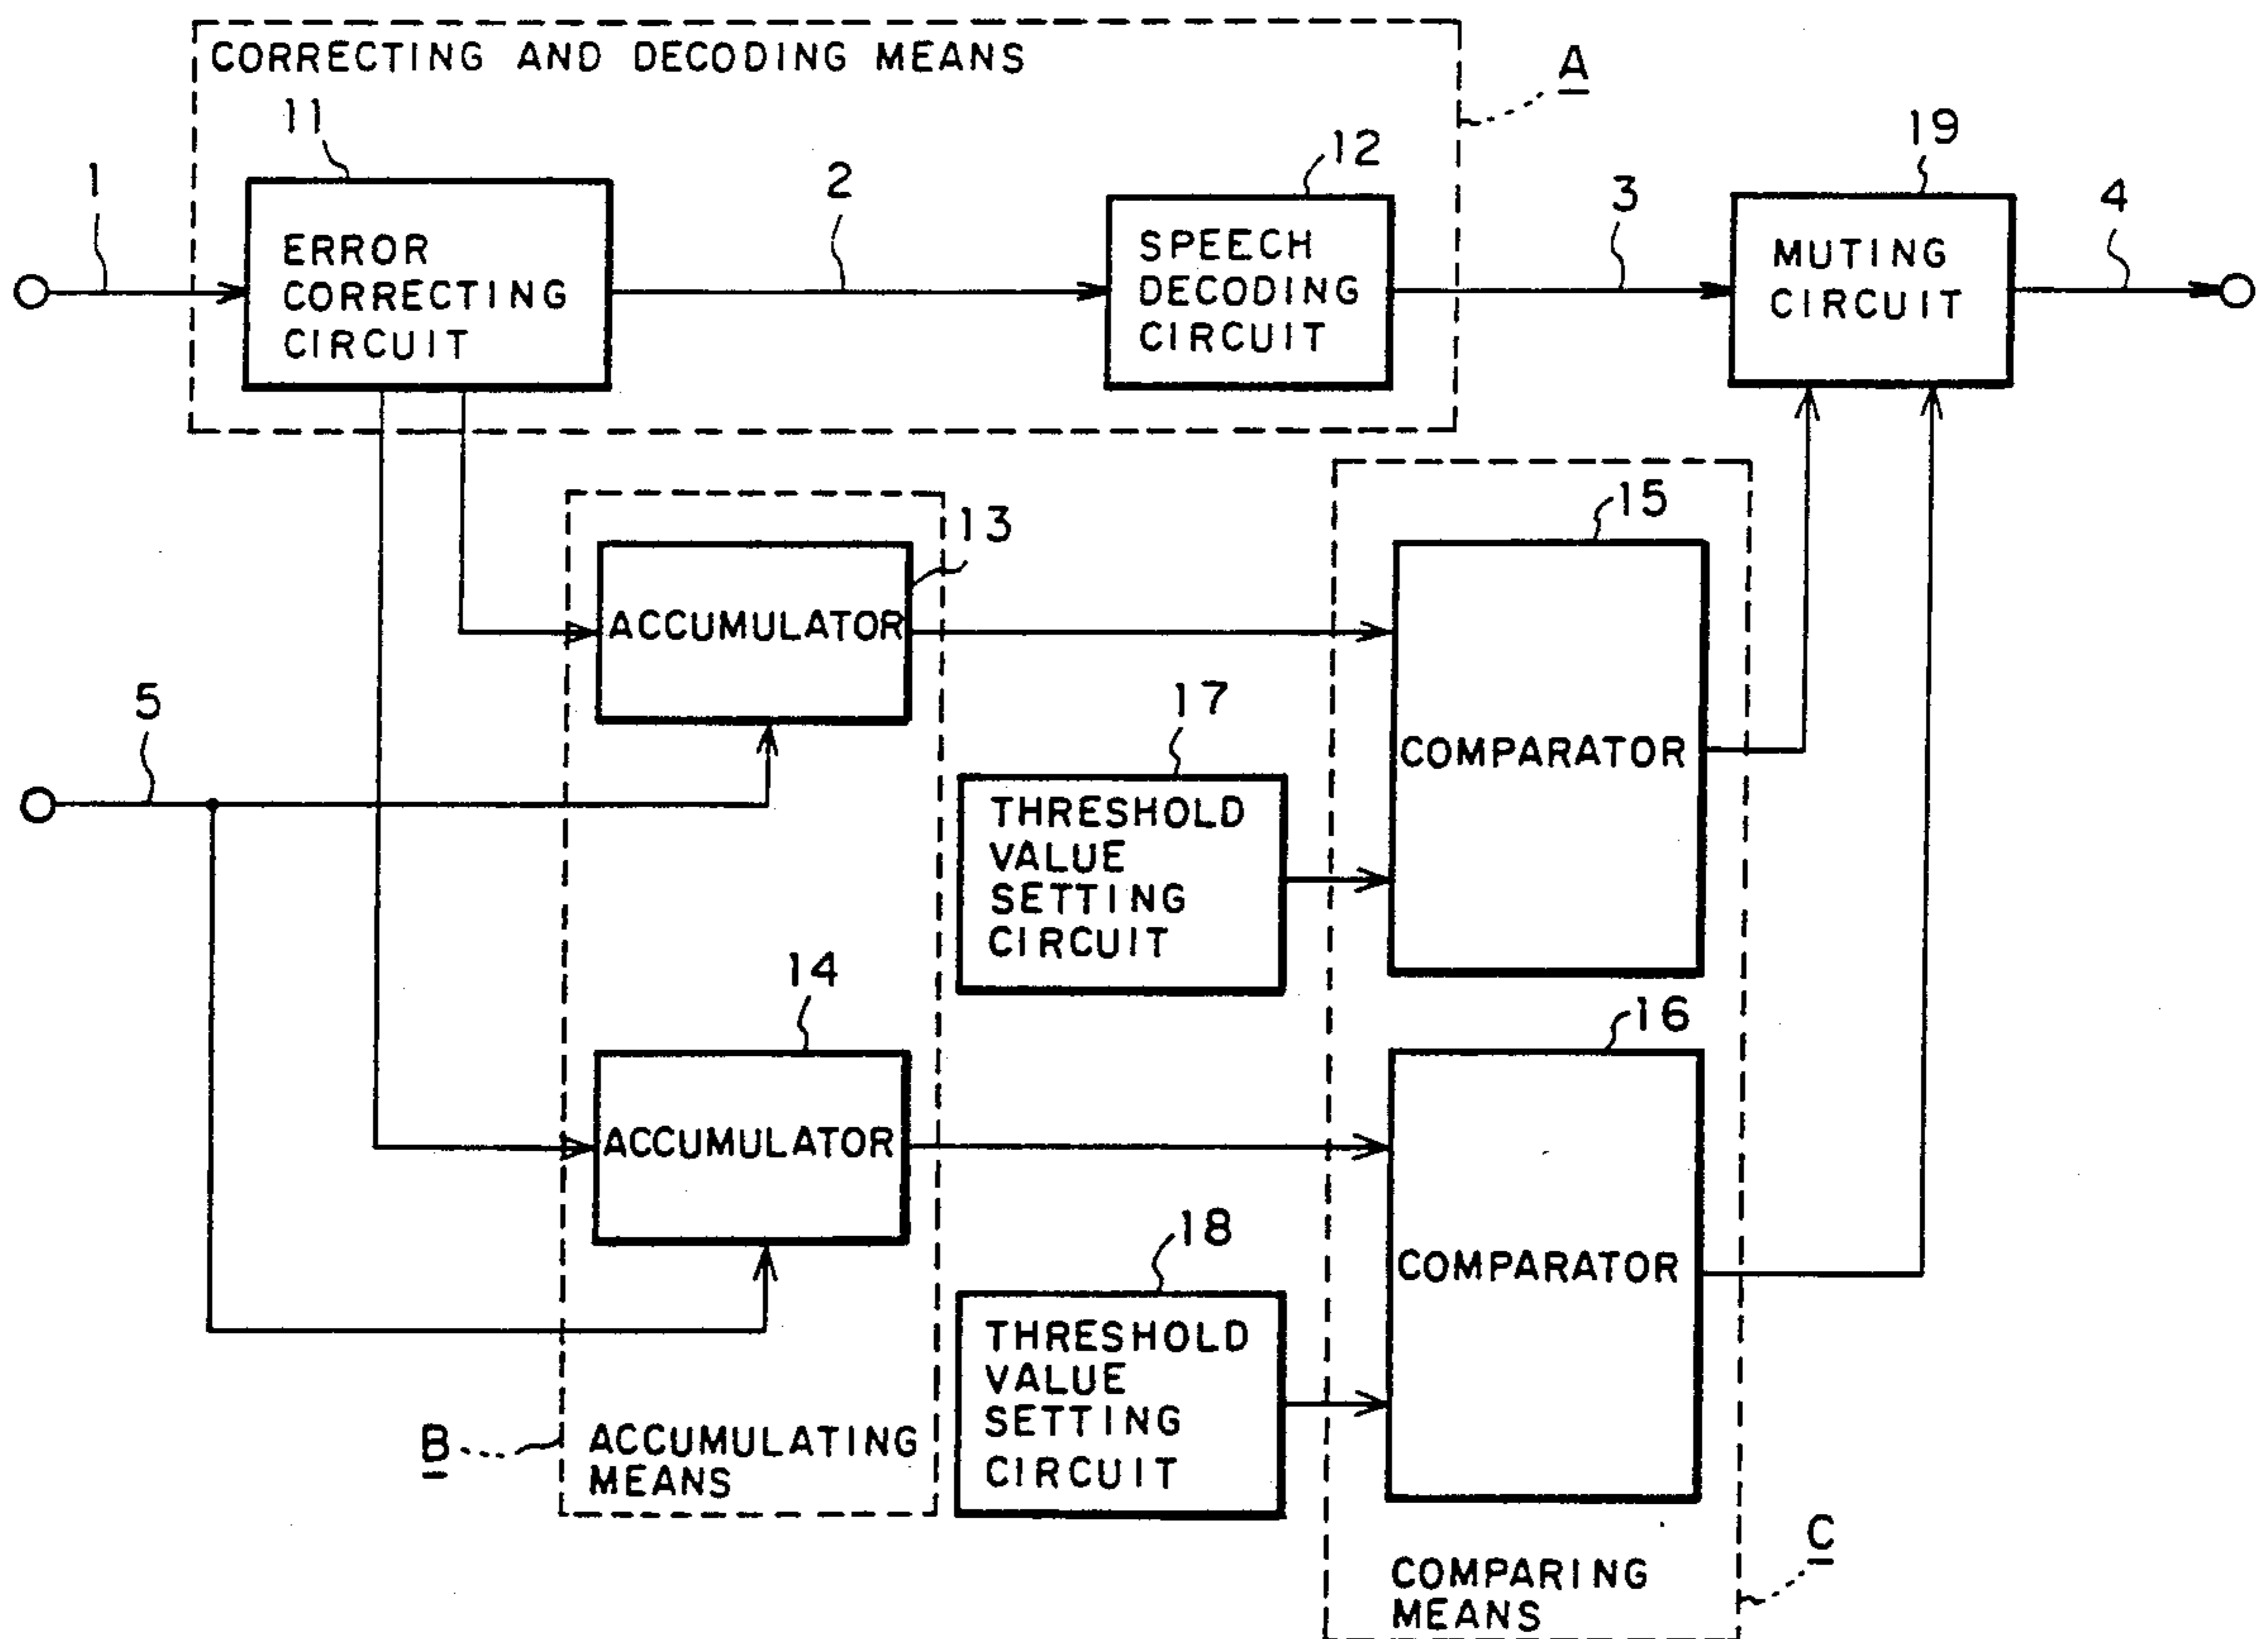 CORRECTING AND DECODING MEANS
A
11
12
19
1
2
3
4
ERROR
CORRECTING
CIRCUIT
SPEECH
DECODING
CIRCUIT
MUTING
CIRCUIT
13
15
ACCUMULATOR
5
17
COMPARATOR
THRESHOLD
VALUE
SETTING
CIRCUIT
14
16
ACCUMULATOR
18
COMPARATOR
THRESHOLD
VALUE
SETTING
CIRCUIT
B
ACCUMULATING
MEANS
C
COMPARING
MEANS